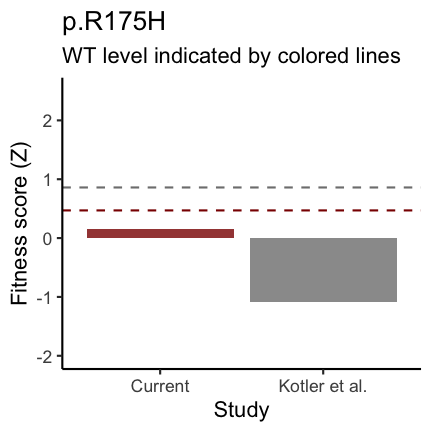 p.R175H
WT level indicated by colored lines
Fitness score (Z)
2
1
0
-1
-2
Current
Kotler et al.
Study